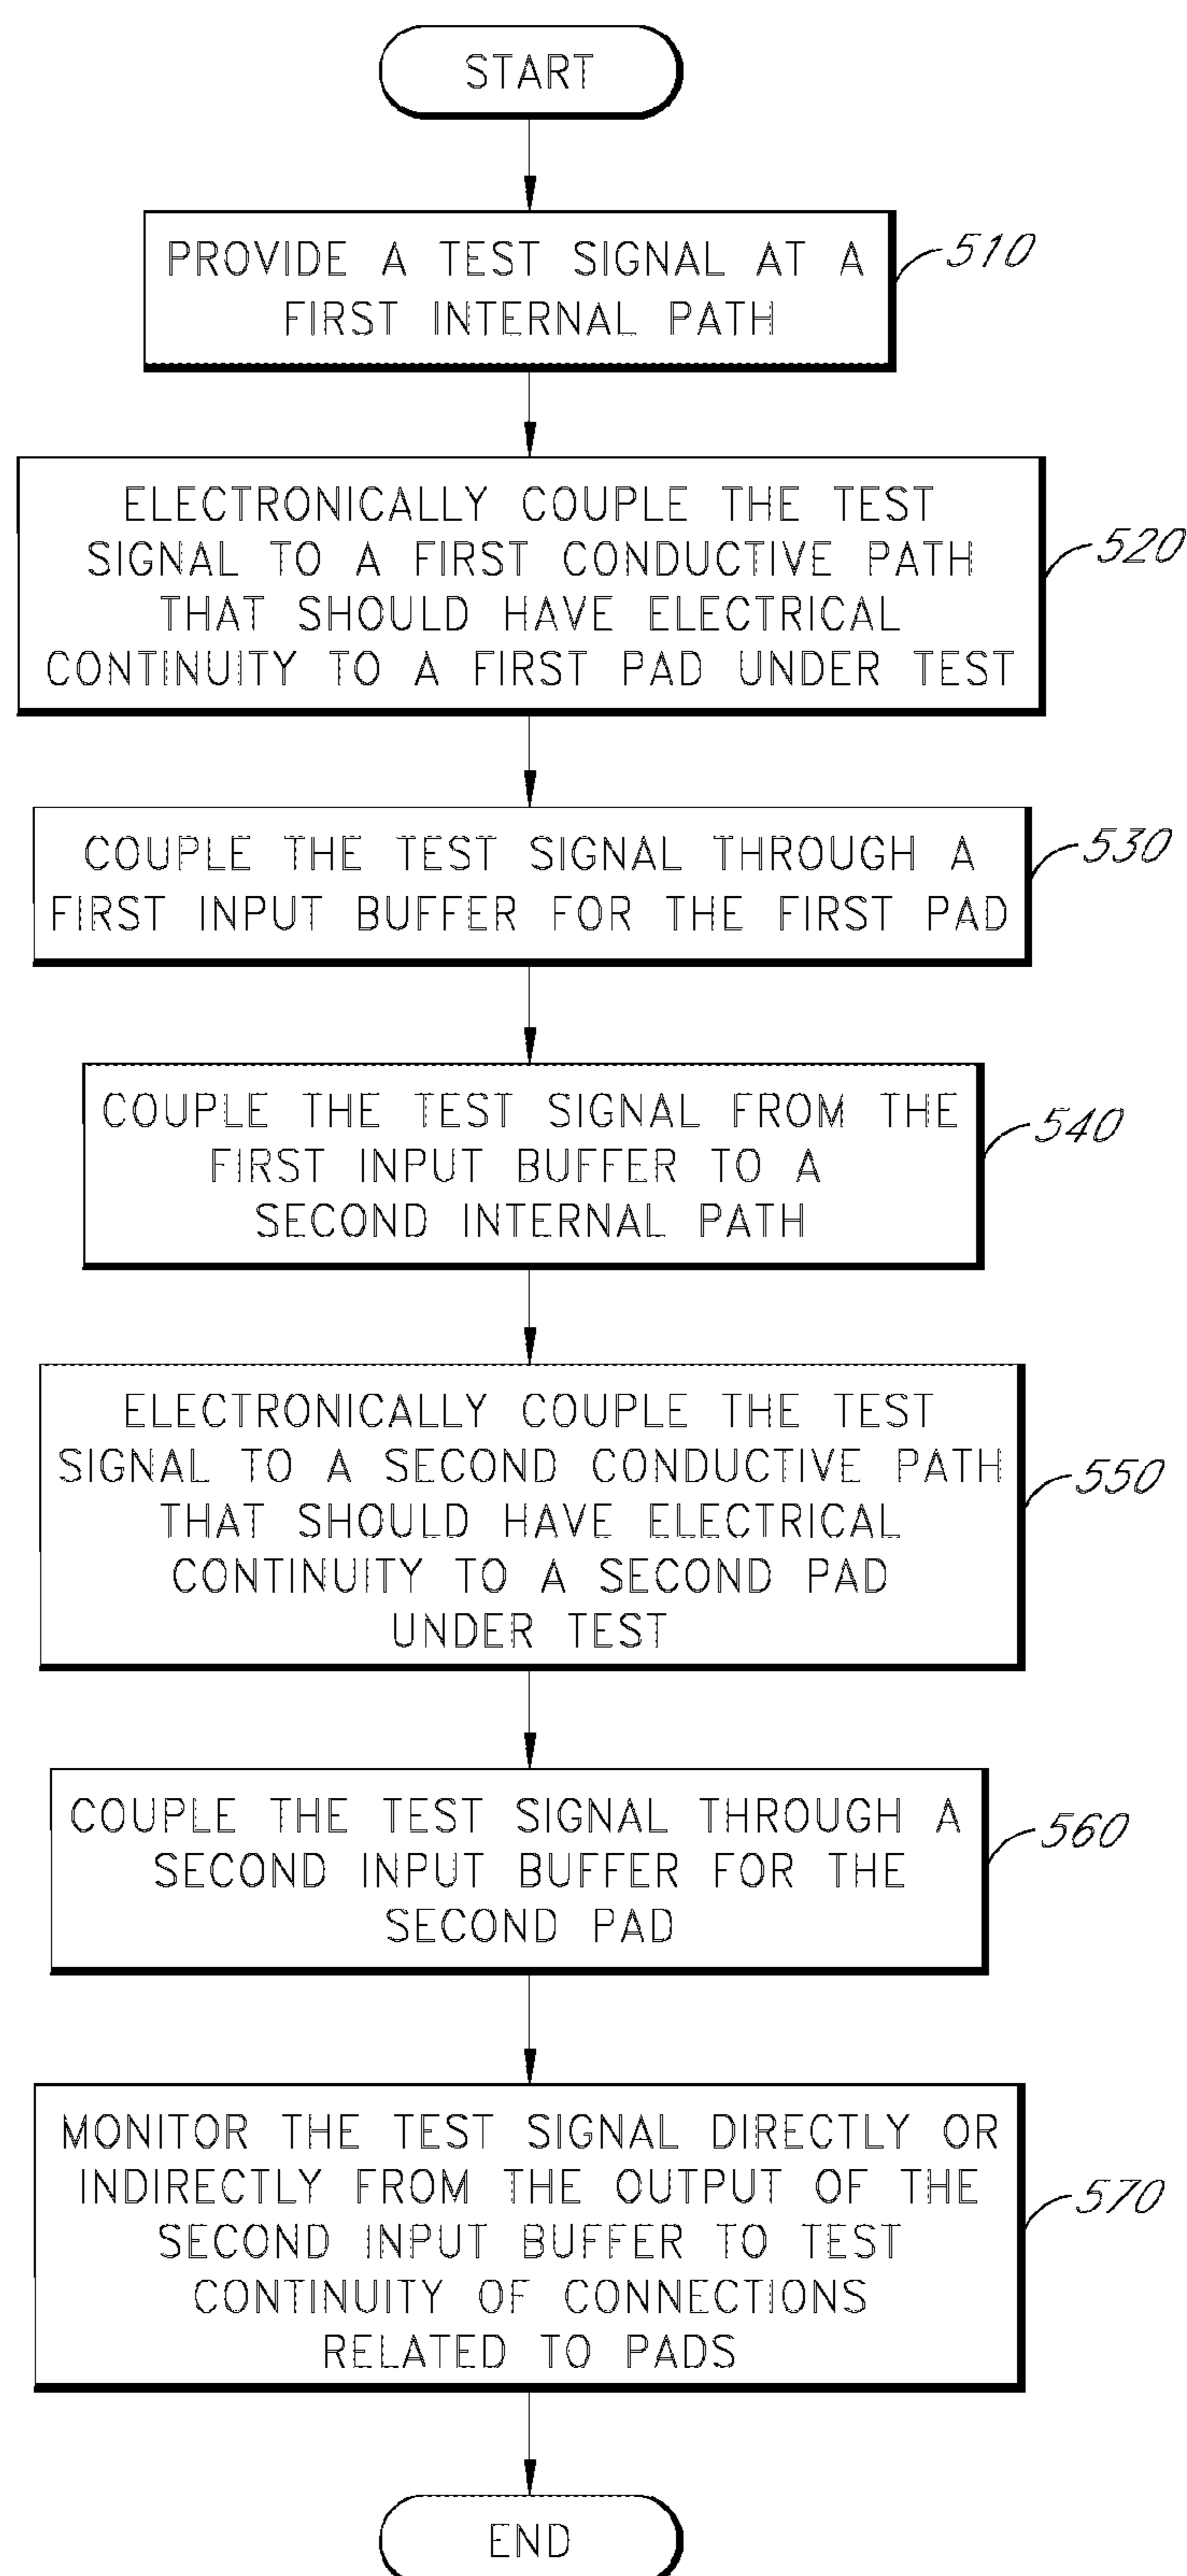 START
PROVIDE A TEST SIGNAL AT A
FIRST INTERNAL PATH
510
ELECTRONICALLY COUPLE THE TEST
SIGNAL TO A FIRST CONDUCTIVE PATH
THAT SHOULD HAVE ELECTRICAL
CONTINUITY TO A FIRST PAD UNDER TEST
520
COUPLE THE TEST SIGNAL THROUGH A
FIRST INPUT BUFFER FOR THE FIRST PAD
530
COUPLE THE TEST SIGNAL FROM THE
FIRST INPUT BUFFER TO A
SECOND INTERNAL PATH
540
ELECTRONICALLY COUPLE THE TEST
SIGNAL TO A SECOND CONDUCTIVE PATH
THAT SHOULD HAVE ELECTRICAL
CONTINUITY TO A SECOND PAD
UNDER TEST
550
COUPLE THE TEST SIGNAL THROUGH A
SECOND INPUT BUFFER FOR THE
SECOND PAD
560
MONITOR THE TEST SIGNAL DIRECTLY OR
INDIRECTLY FROM THE OUTPUT OF THE
SECOND INPUT BUFFER TO TEST
CONTINUITY OF CONNECTIONS
RELATED TO PADS
570
END